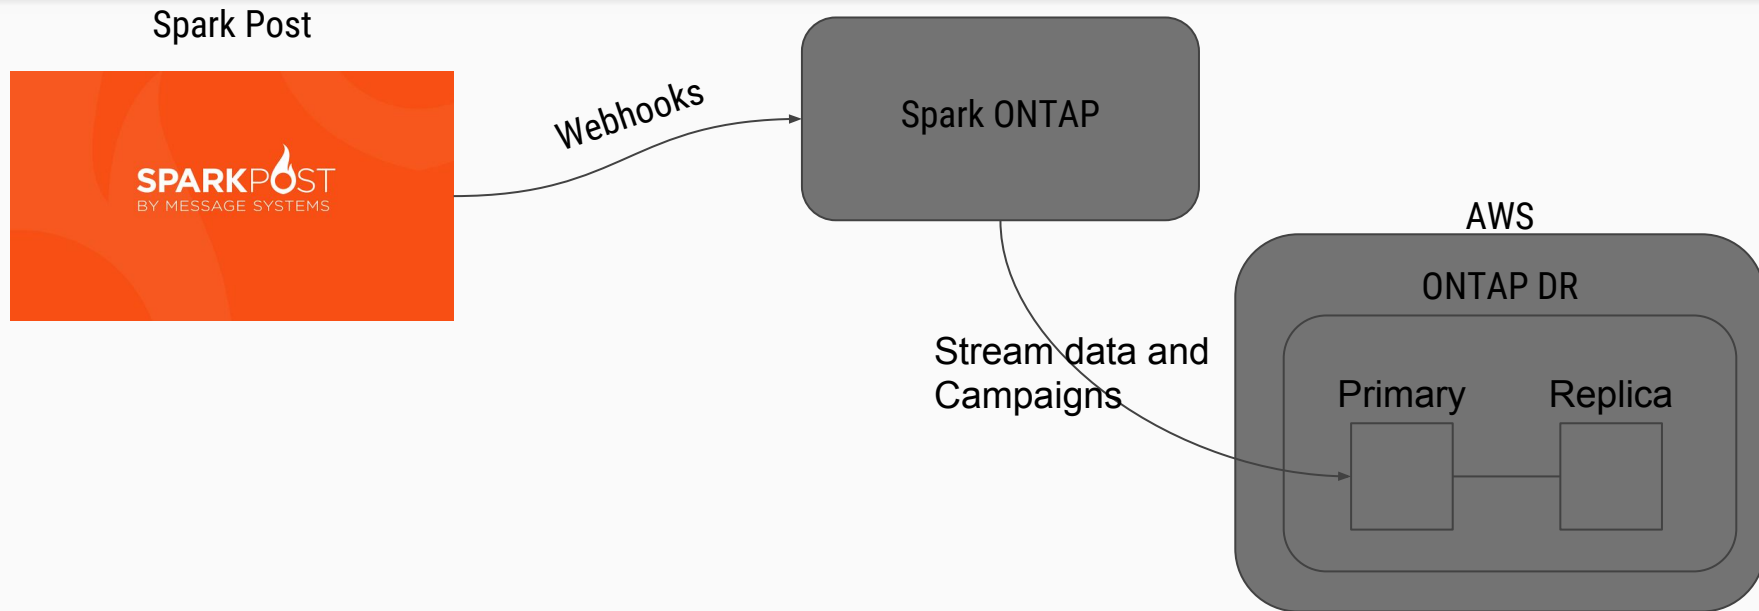 Spark Post
SPARKPOST
BY MESSAGE SYSTEMS
Webhooks
Spark ONTAP
Stream data and
Campaigns
AWS
ONTAP DR
Primary
Replica